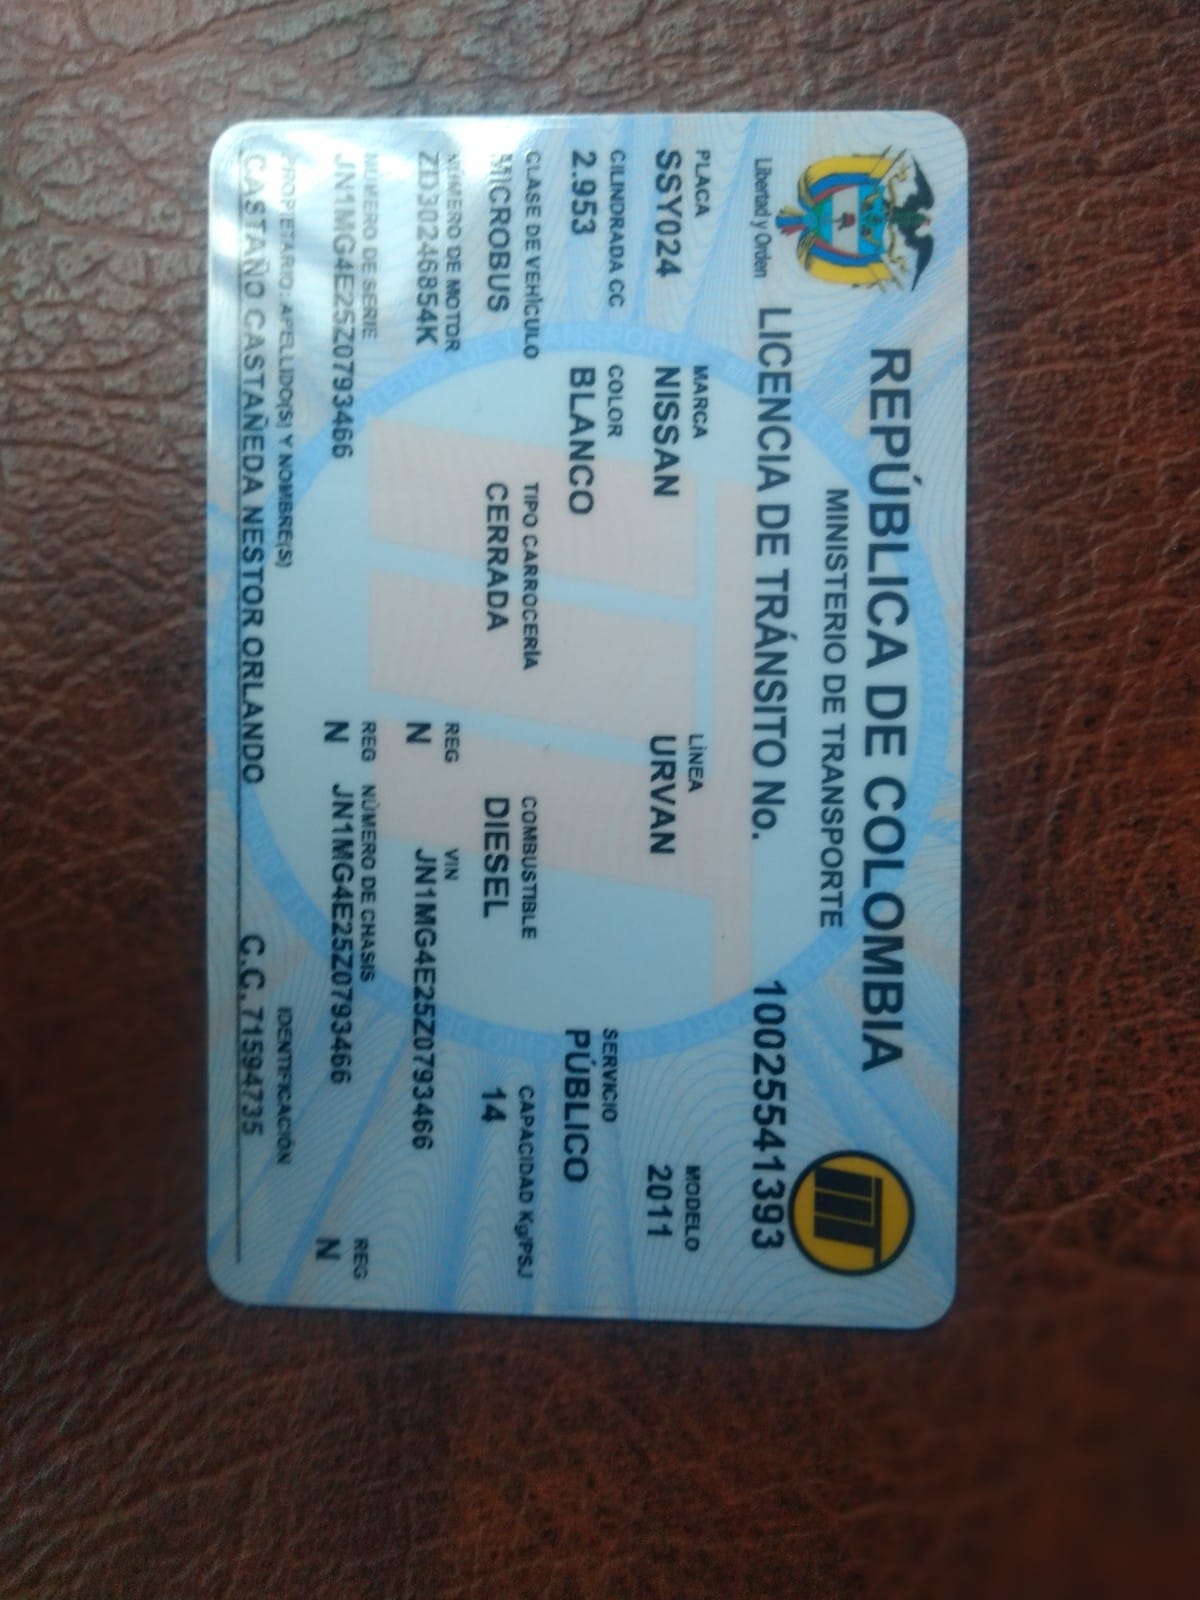 REPÚBLICA DE COLOMBIA
MINISTERIO DE TRANSPORTE
Libertad y Orden
LICENCIA DE TRÁNSITO No. 10025541393
PLACA MARCA LÍNEA MODELO
SSY024 NISSAN URVAN 2011
CILINDRADA CC COLOR SERVICIO
2.953 BLANCO PÚBLICO
CLASE DE VEHÍCULO TIPO CARROCERÍA COMBUSTIBLE CAPACIDAD Kg/PSJ
MICROBUS CERRADA DIESEL 14
NÚMERO DE MOTOR REG VIN
ZD30246854K N JN1MG4E25Z0793466
NÚMERO DE SERIE REG NÚMERO DE CHASIS REG
JN1MG4E25Z0793466 N JN1MG4E25Z0793466 N
PROPIETARIO: APELLIDO(S) Y NOMBRE(S) IDENTIFICACIÓN
CASTAÑO CASTAÑEDA NESTOR ORLANDO C.C. 71594735